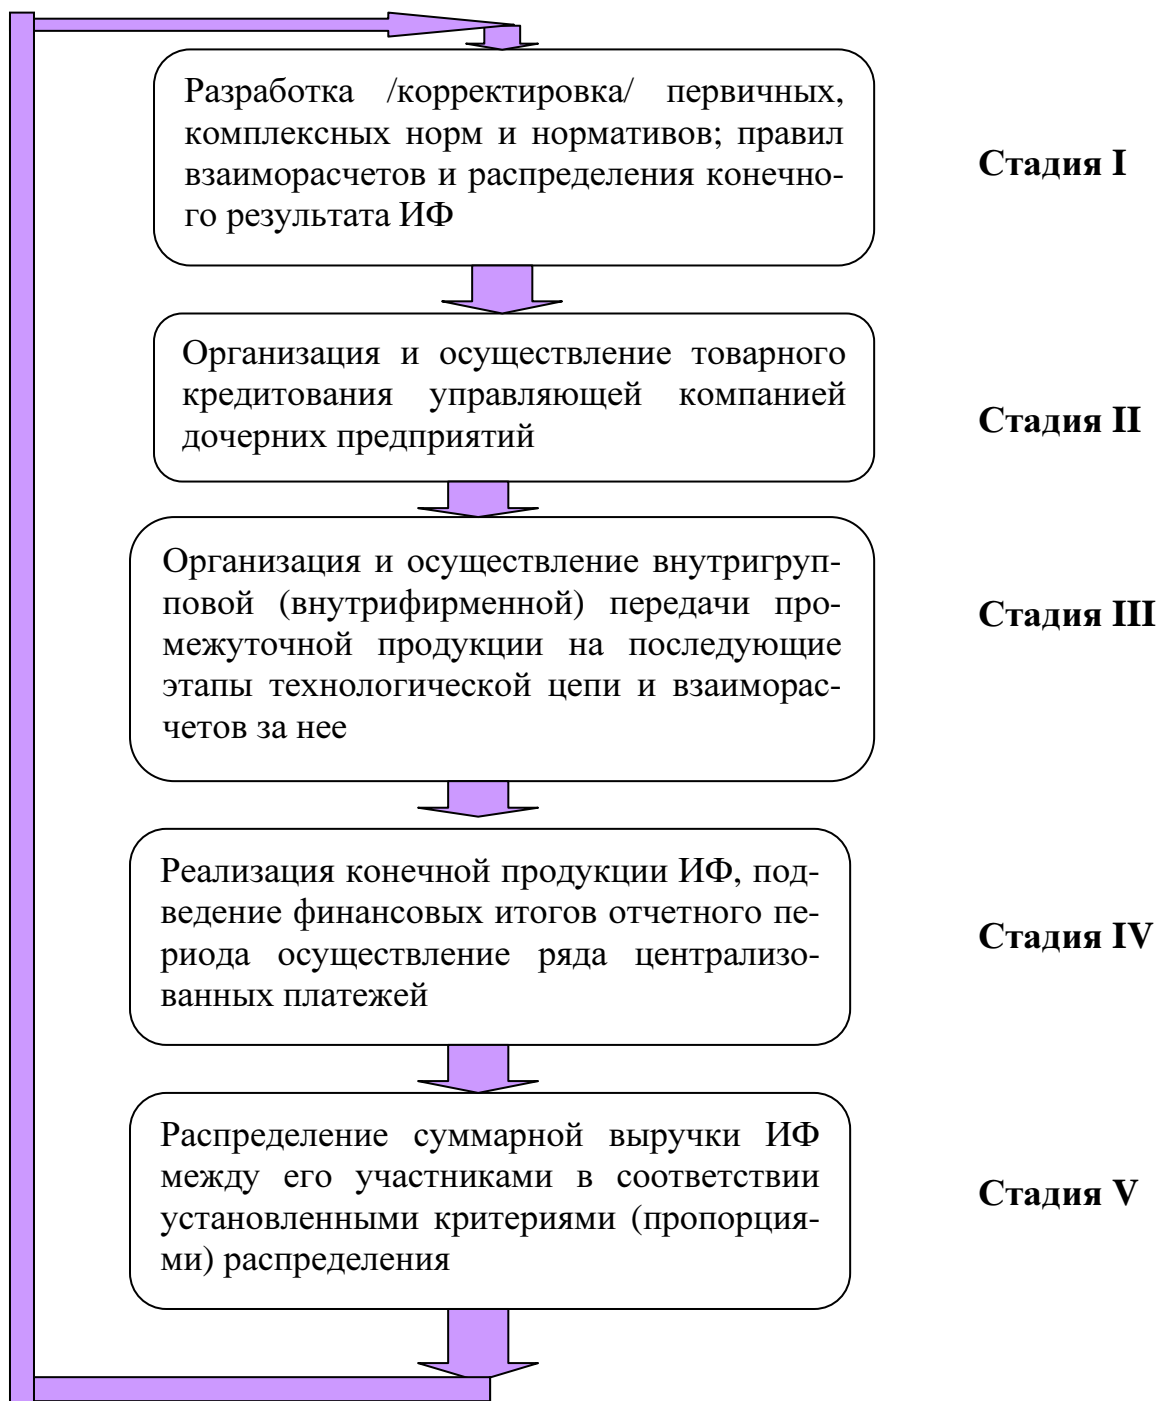 Разработка /корректировка/ первичных,
комплексных норм и нормативов; правил
взаиморасчетов и распределения конечно-
го результата ИФ
Стадия I
Организация и осуществление товарного
кредитования управляющей компанией
дочерних предприятий
Стадия II
Организация и осуществление внутригруп-
повой (внутрифирменной) передачи про-
межуточной продукции на последующие
этапы технологической цепи и взаиморас-
четов за нее
Стадия III
Реализация конечной продукции ИФ, под-
ведение финансовых итогов отчетного пе-
риода осуществление ряда централизо-
ванных платежей
Стадия IV
Распределение суммарной выручки ИФ
между его участниками в соответствии
установленными критериями (пропорция-
ми) распределения
Стадия V